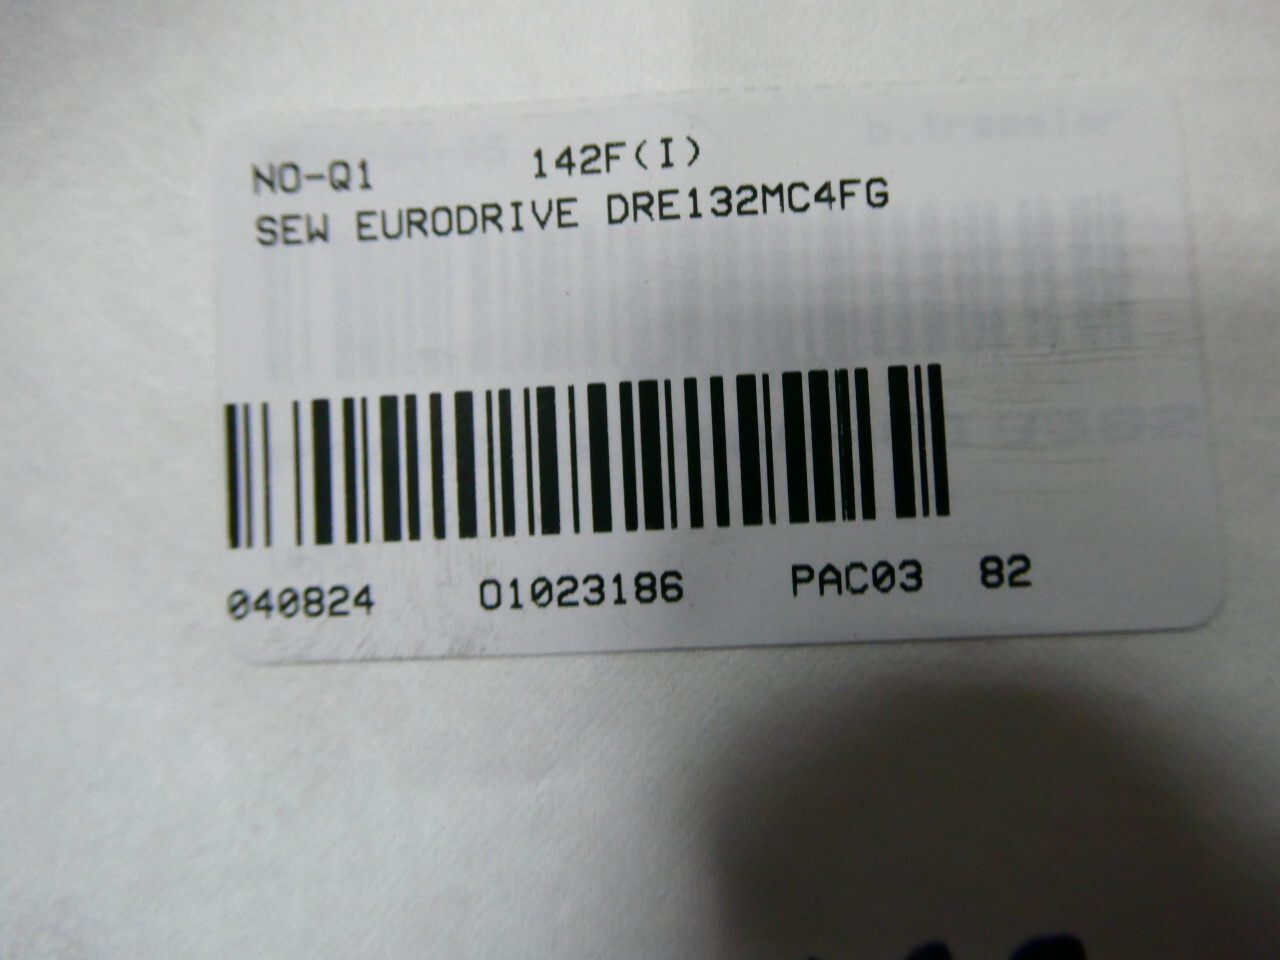 NO-Q1 142F(I)
SEW EURODRIVE DRE132MC4FG
040824 01023186 PAC03 82